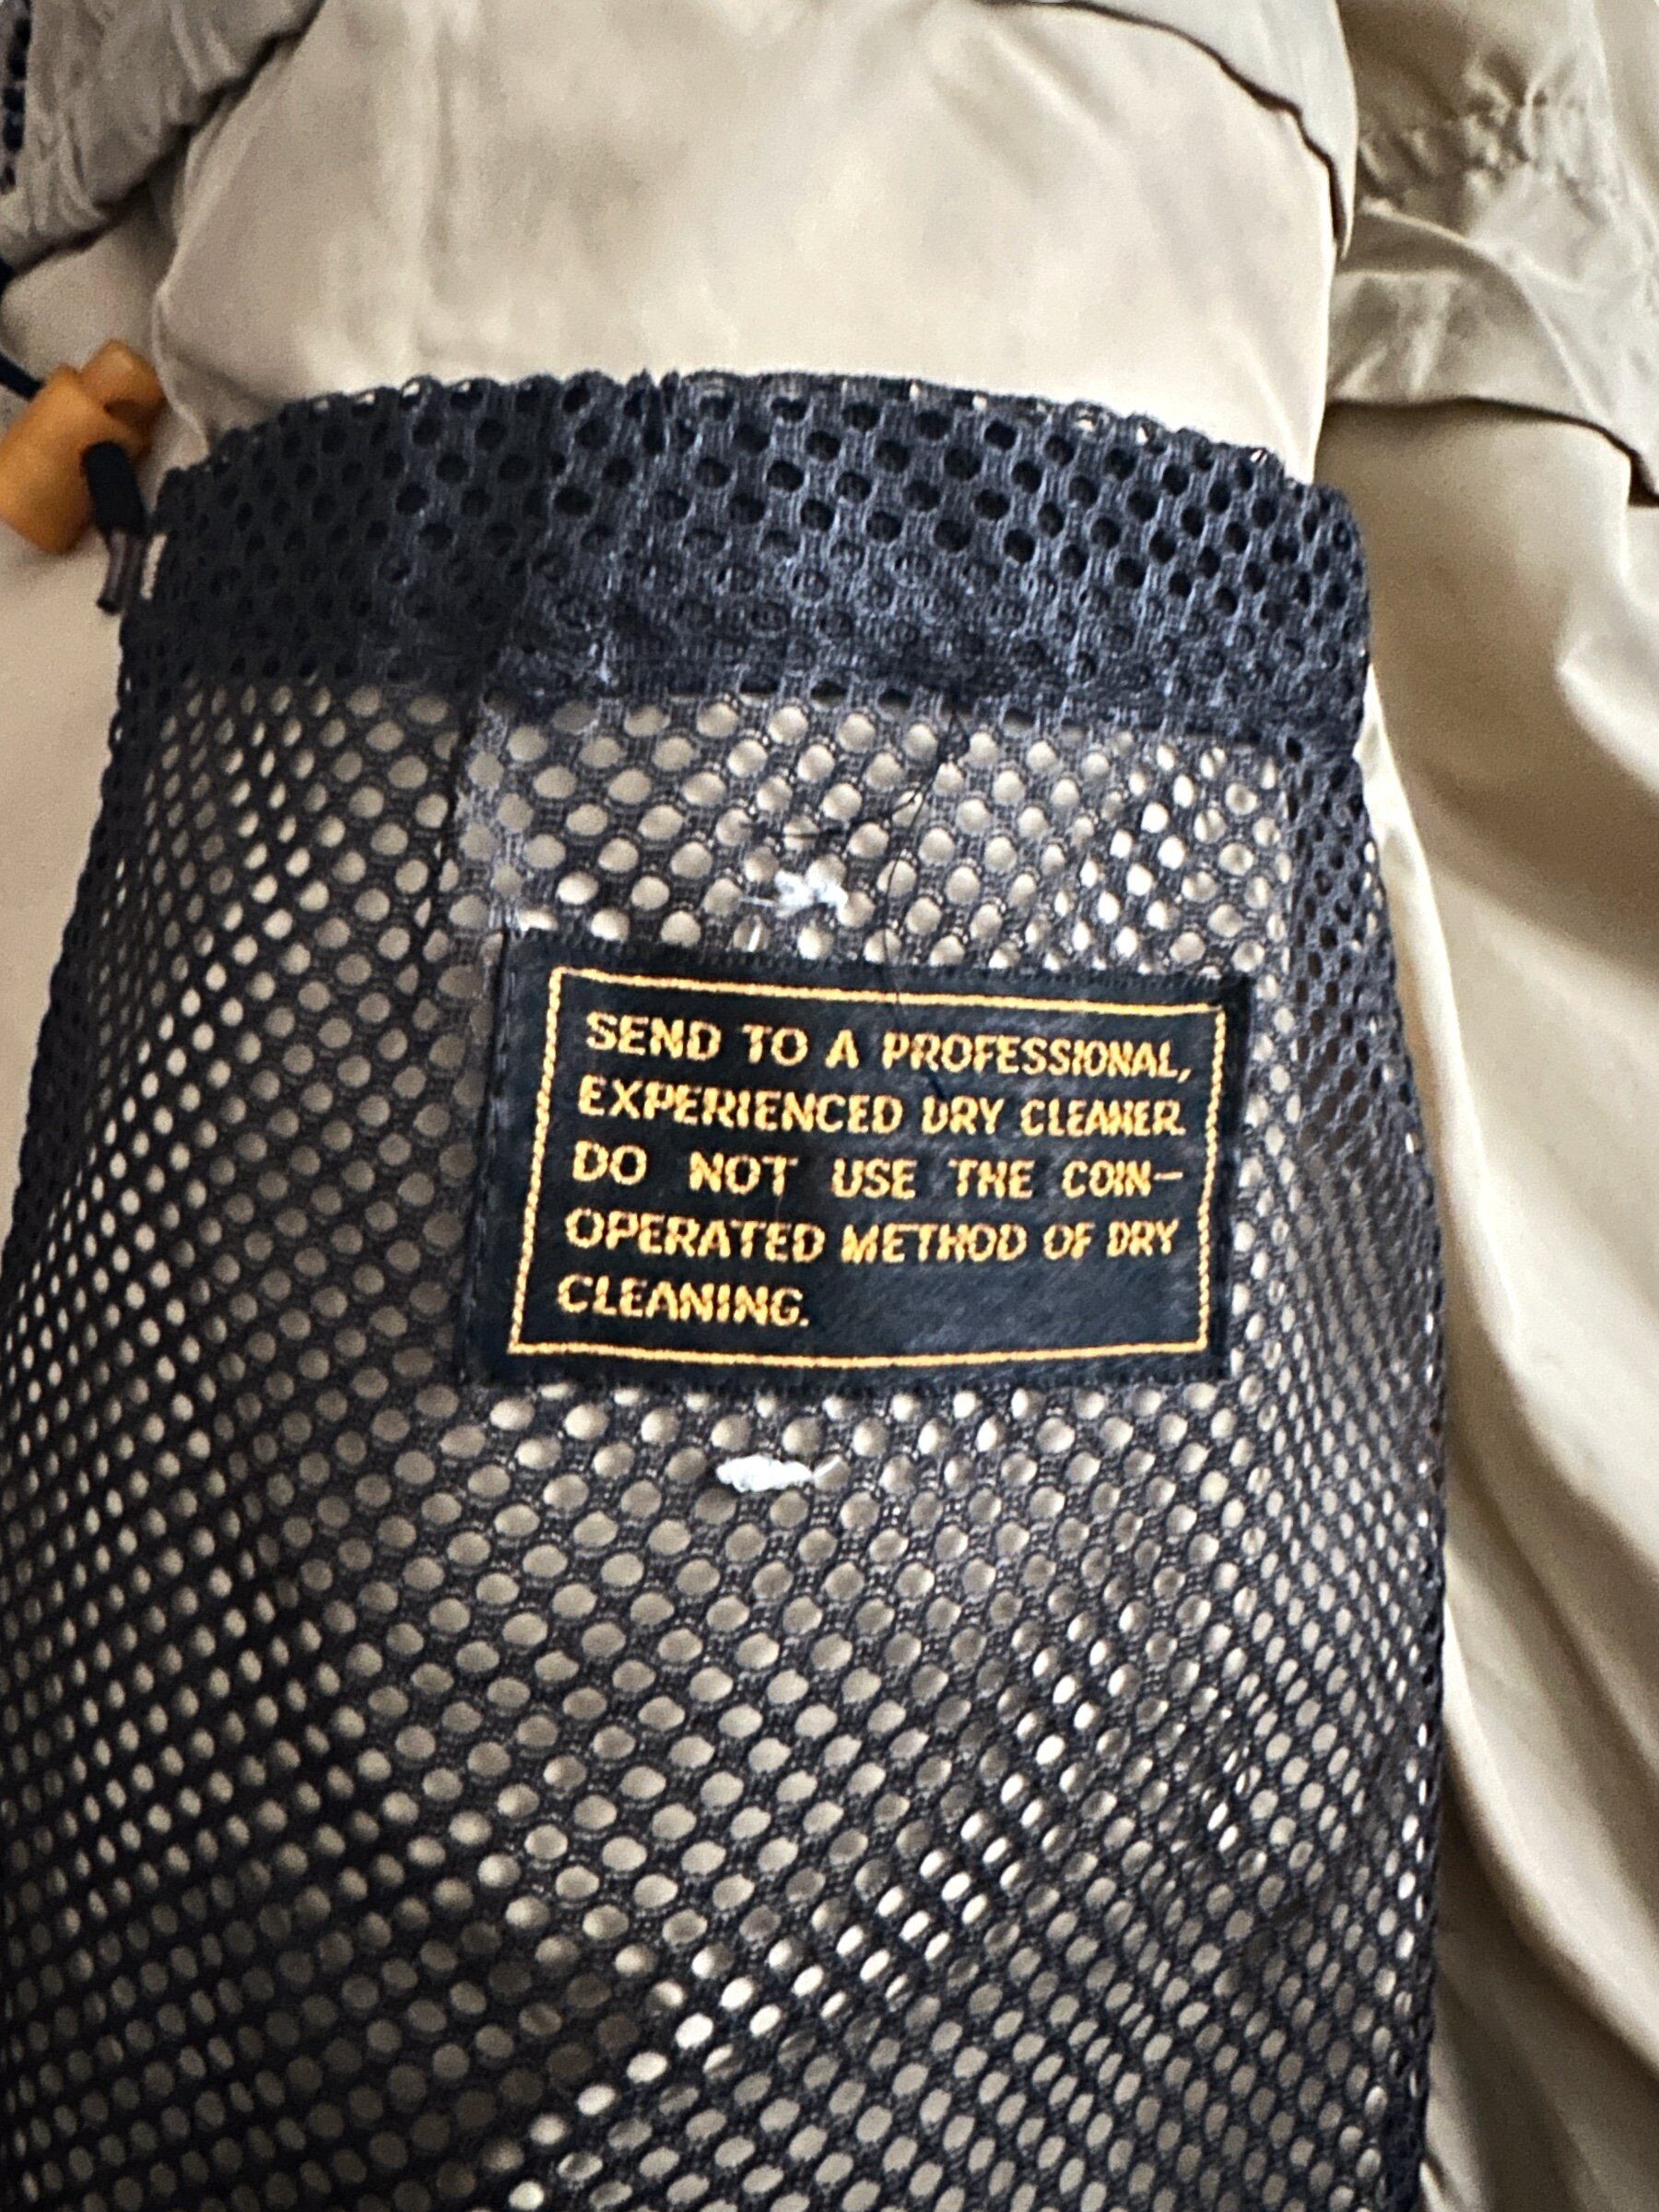 SEND TO A PROFESSIONAL,
EXPERIENCED DRY CLEANER.
DO NOT USE THE COIN-
OPERATED METHOD OF DRY
CLEANING.